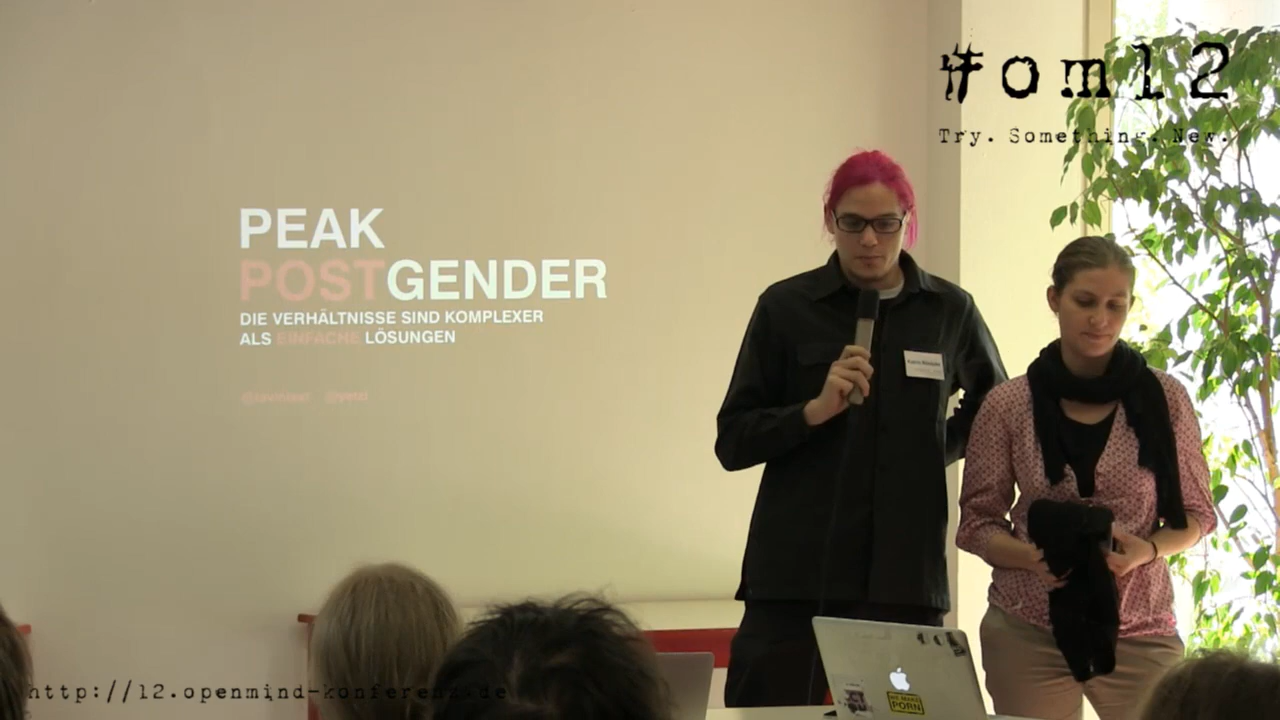 #om12
Try. Something. New.
PEAK
POSTGENDER
DIE VERHÄLTNISSE SIND KOMPLEXER
ALS EINFACHE LÖSUNGEN
PORN
http://12.openmind-konferenz.de